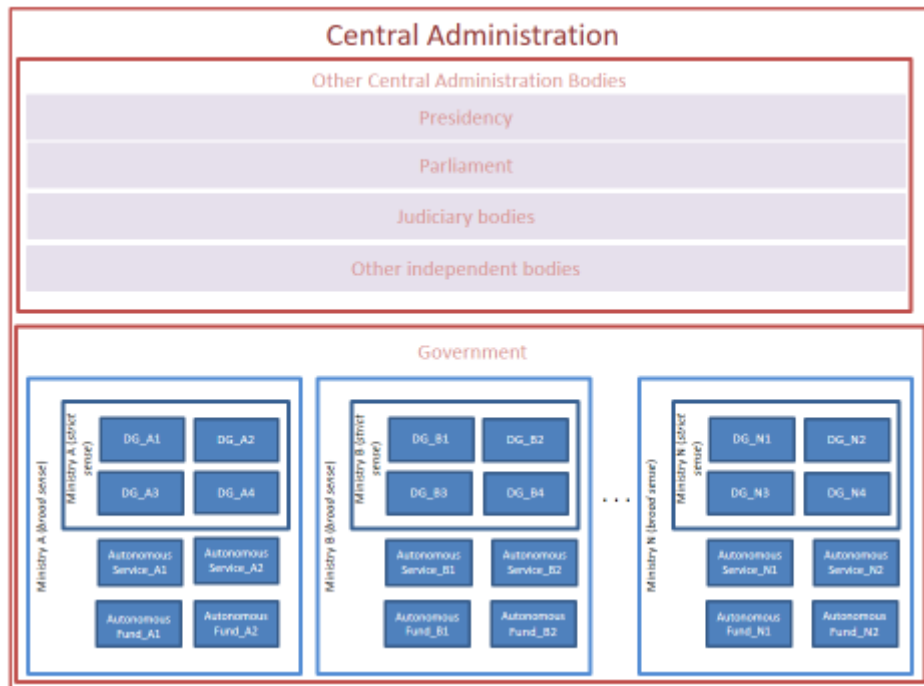 Central Administration
Other Central Administration Bodies
Presidency
Parliament
Judiciary bodies
Other independent bodies
Government
Ministry A (broad sense)
Ministry A (strict
sense)
DG_A1
DG_A2
DG_A3
DG_A4
Autonomous
Service_A1
Autonomous
Service_A2
Autonomous
Fund_A1
Autonomous
Fund_A2
Ministry B (broad sense)
Ministry B (strict
sense)
DG_B1
DG_B2
DG_B3
DG_B4
Autonomous
Service_B1
Autonomous
Service_B2
Autonomous
Fund_B1
Autonomous
Fund_B2
...
Ministry N (broad sense)
Ministry N (strict
sense)
DG_N1
DG_N2
DG_N3
DG_N4
Autonomous
Service_N1
Autonomous
Service_N2
Autonomous
Fund_N1
Autonomous
Fund_N2